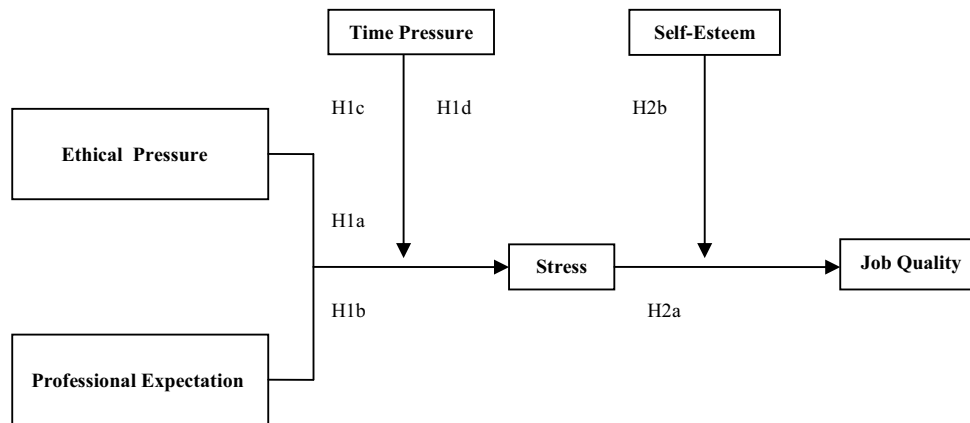 Time Pressure
Self-Esteem
H1c
H1d
H2b
Ethical Pressure
H1a
Stress
Job Quality
H1b
H2a
Professional Expectation